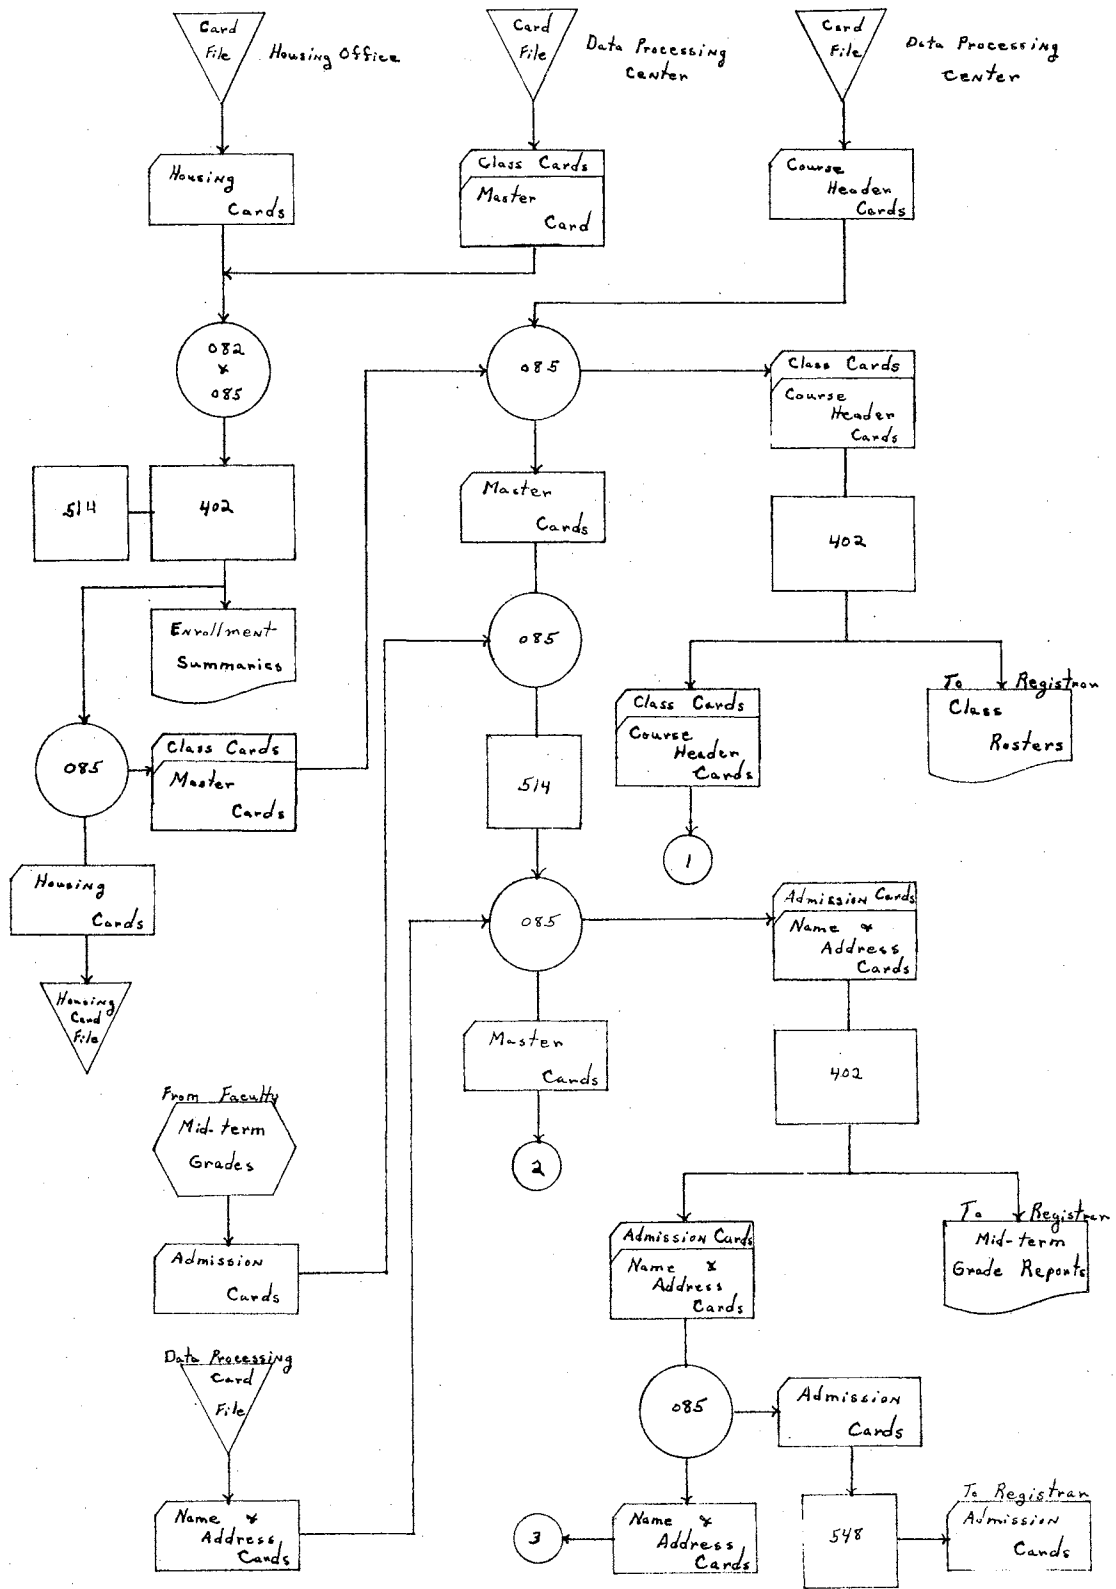 Card
File
Housing Office
Card
File
Data Processing
Center
Card
File
Data Processing
Center
Housing
Cards
Class Cards
Master
Card
Course
Header
Cards
082
&
085
085
Class Cards
Course
Header
Cards
514
402
Master
Cards
402
Enrollment
Summaries
085
To Registrar
Class
Rosters
Class Cards
Course
Header
Cards
085
Class Cards
Master
Cards
514
1
Housing
Cards
085
Admission Cards
Name &
Address
Cards
Housing
Card
File
Master
Cards
402
From Faculty
Mid-term
Grades
2
To Registrar
Mid-term
Grade Reports
Admission Cards
Name &
Address
Cards
Admission
Cards
Data Processing
Card
File
085
Admission
Cards
Name &
Address
Cards
3
Name &
Address
Cards
548
To Registrar
Admission
Cards